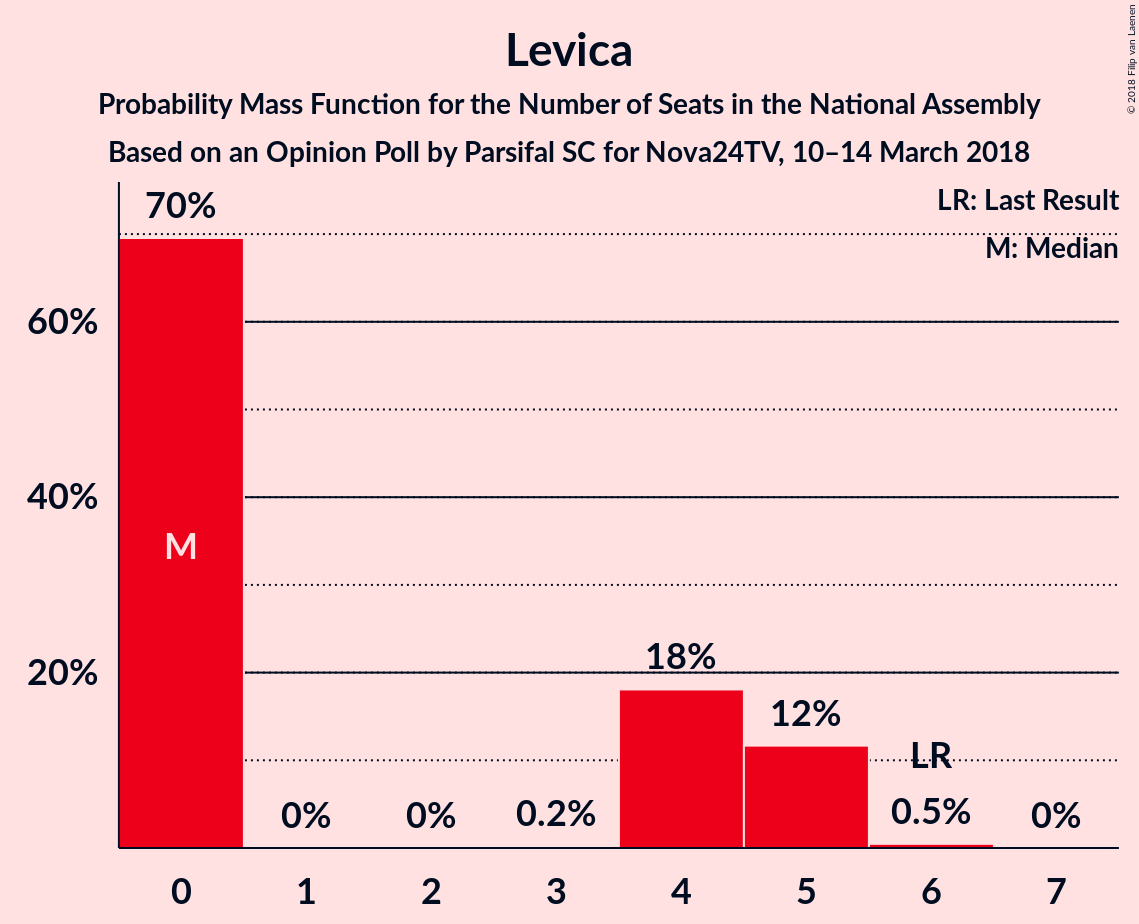 Levica
Probability Mass Function for the Number of Seats in the National Assembly
Based on an Opinion Poll by Parsifal SC for Nova24TV, 10–14 March 2018
© 2018 Filip van Laenen
LR: Last Result
M: Median
70%
60%
40%
20%
M
0%
0%
0.2%
18%
12%
LR
0.5%
0%
0 1 2 3 4 5 6 7